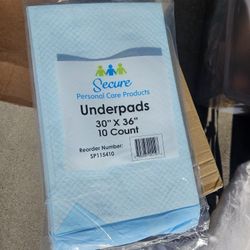 Secure
Personal Care Products
Underpads
30" X 36"
10 Count
Reorder Number:
SP115410